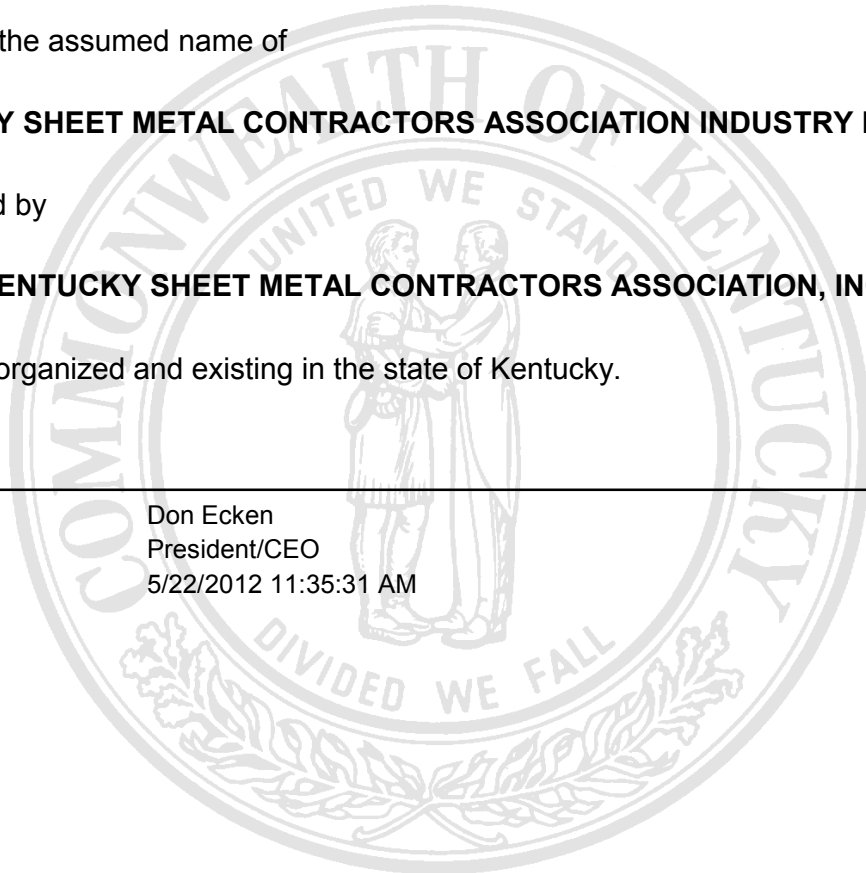 the assumed name of
Y SHEET METAL CONTRACTORS ASSOCIATION INDUSTRY
d by
ENTUCKY SHEET METAL CONTRACTORS ASSOCIATION, IN
organized and existing in the state of Kentucky.
Don Ecken
President/CEO
5/22/2012 11:35:31 AM
COMMONWEALTH OF KENTUCKY
UNITED WE STAND
DIVIDED WE FALL